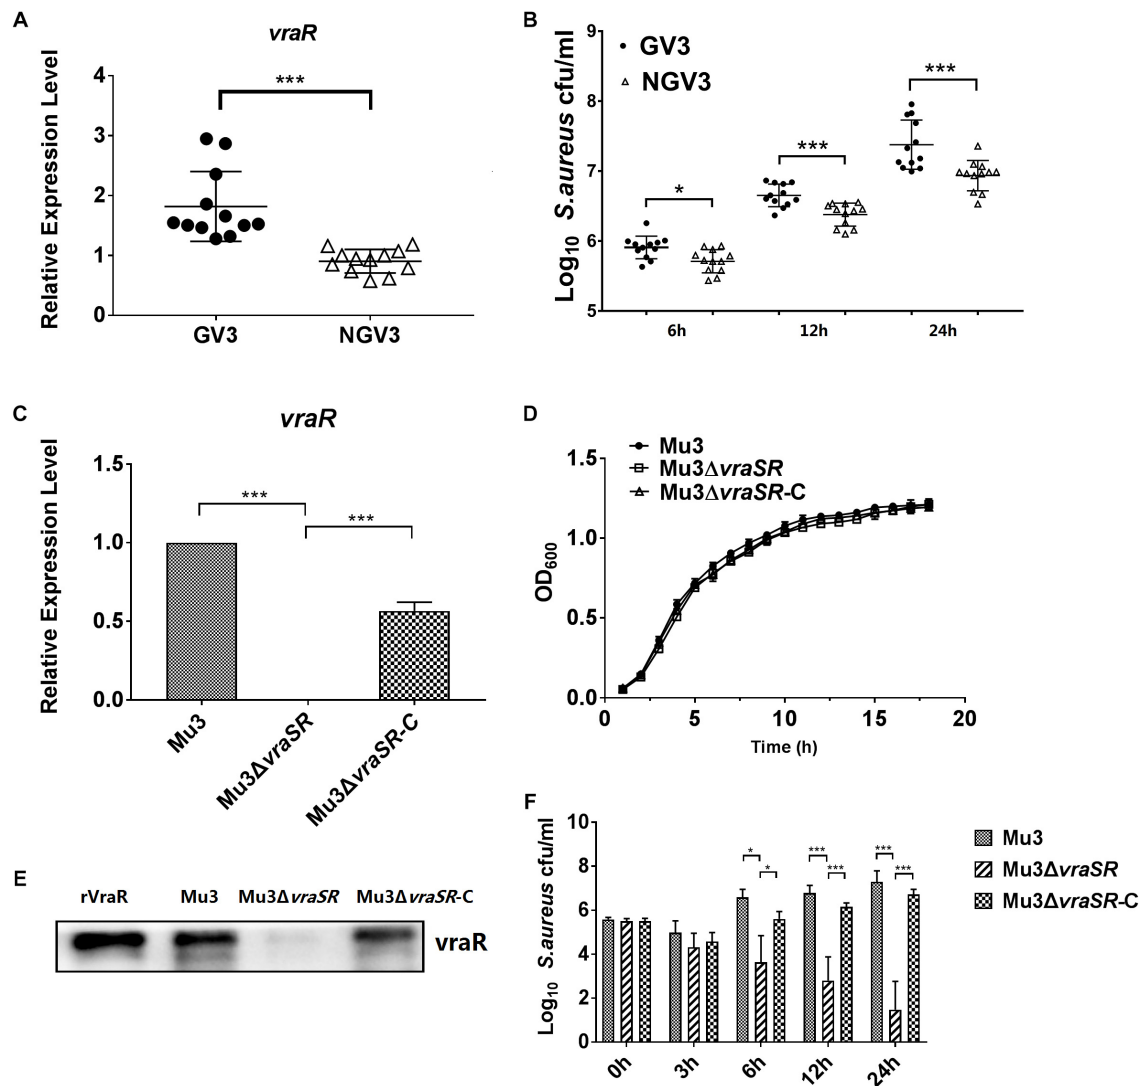 A
vraR
Relative Expression Level
***
4
3
2
1
0
GV3 NGV3
B
Log10 S.aureus cfu/ml
GV3
NGV3
9
8
7
6
5
*
***
***
6h 12h 24h
C
vraR
Relative Expression Level
1.5
1.0
0.5
0.0
***
***
Mu3
Mu3ΔvraSR
Mu3ΔvraSR-C
D
Mu3
Mu3ΔvraSR
Mu3ΔvraSR-C
OD600
1.5
1.0
0.5
0.0
0 5 10 15 20
Time (h)
E
rVraR Mu3 Mu3ΔvraSR Mu3ΔvraSR-C
vraR
F
Log10 S.aureus cfu/ml
10
8
6
4
2
0
* *
*** ***
*** ***
0h 3h 6h 12h 24h
Mu3
Mu3ΔvraSR
Mu3ΔvraSR-C